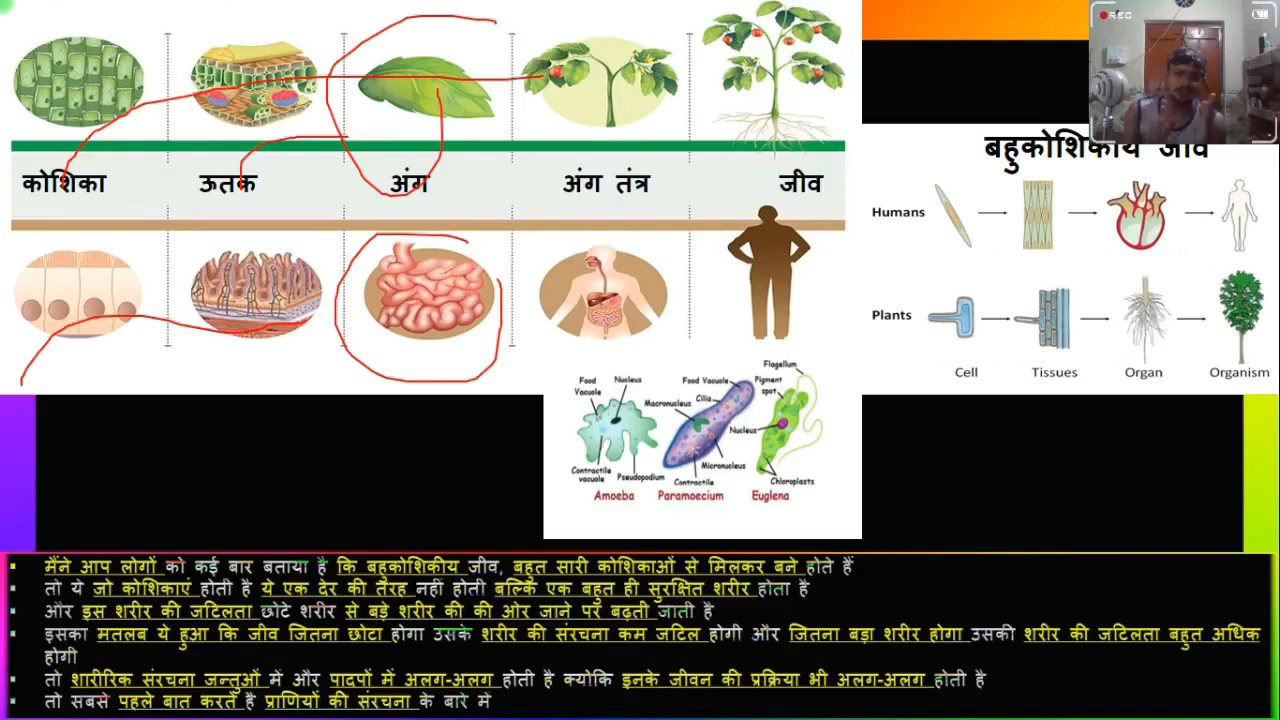 REC
कोशिका
ऊतक
अंग
अंग तंत्र
जीव
बहुकोशिकीय जीव
Humans
Plants
Cell
Tissues
Organ
Organism
Food Vacuole
Nucleus
Contractile vacuole
Pseudopodium
Amoeba
Food Vacuole
Cilia
Macronucleus
Micronucleus
Contractile
Paramoecium
Flagellum
Pigment spot
Nucleus
Chloroplasts
Euglena
मैंने आप लोगों को कई बार बताया है कि बहुकोशिकीय जीव, बहुत सारी कोशिकाओं से मिलकर बने होते हैं
तो ये जो कोशिकाएं होती है ये एक देर की तरह नहीं होती बल्कि एक बहुत ही सुरक्षित शरीर होता है
और इस शरीर की जटिलता छोटे शरीर से बड़े शरीर की की ओर जाने पर बढ़ती जाती है
इसका मतलब ये हुआ कि जीव जितना छोटा होगा उसके शरीर की संरचना कम जटिल होगी और जितना बड़ा शरीर होगा उसकी शरीर की जटिलता बहुत अधिक
होगी
तो शारीरिक संरचना जन्तुओं में और पादपों में अलग-अलग होती है क्योकि इनके जीवन की प्रक्रिया भी अलग-अलग होती है
तो सबसे पहले बात करते है प्राणियों की संरचना के बारे में